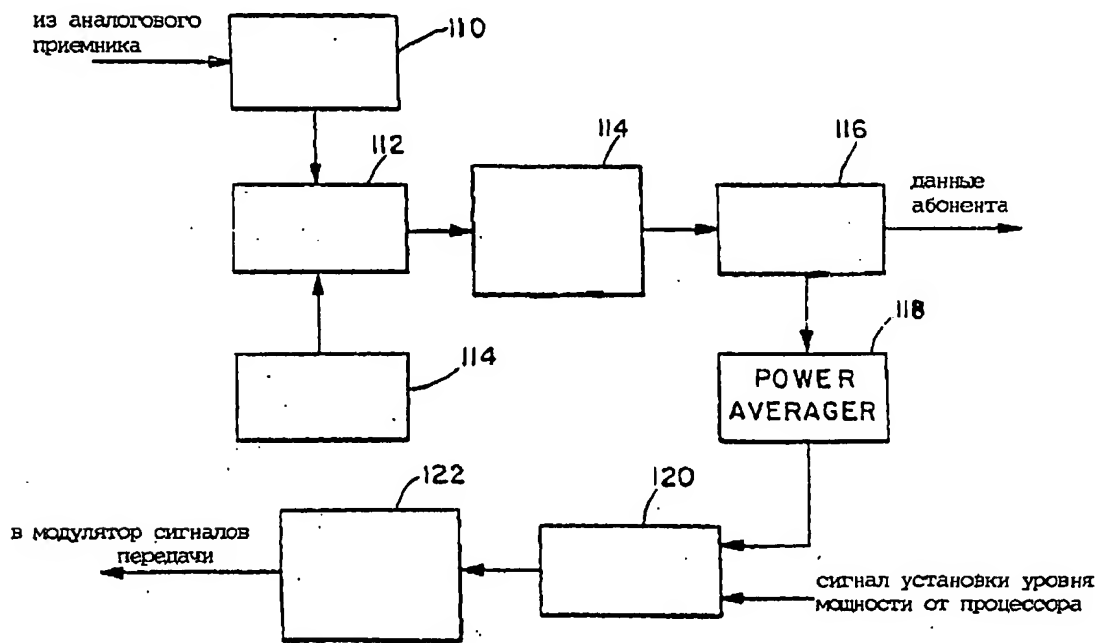 из аналогового
приемника
110
112
114
116
данные
абонента
118
POWER
AVERAGER
114
122
120
в модулятор сигналов
передачи
сигнал установки уровня
мощности от процессора